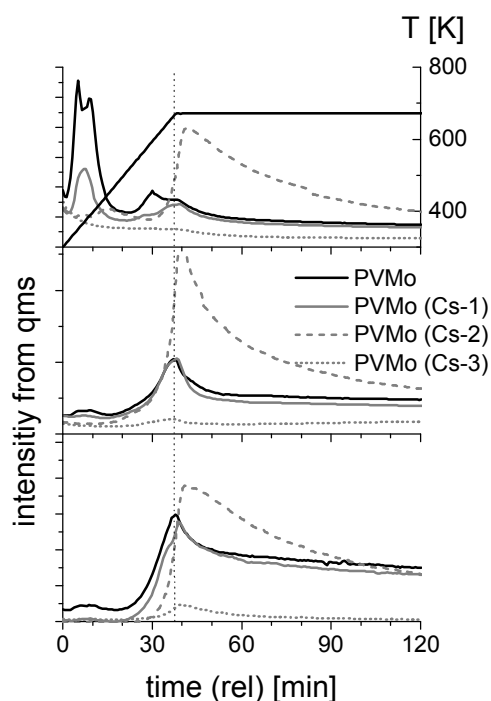 T [K]
800
600
400
PVMo
PVMo (Cs-1)
PVMo (Cs-2)
PVMo (Cs-3)
intensitiy from qms
0 30 60 90 120
time (rel) [min]